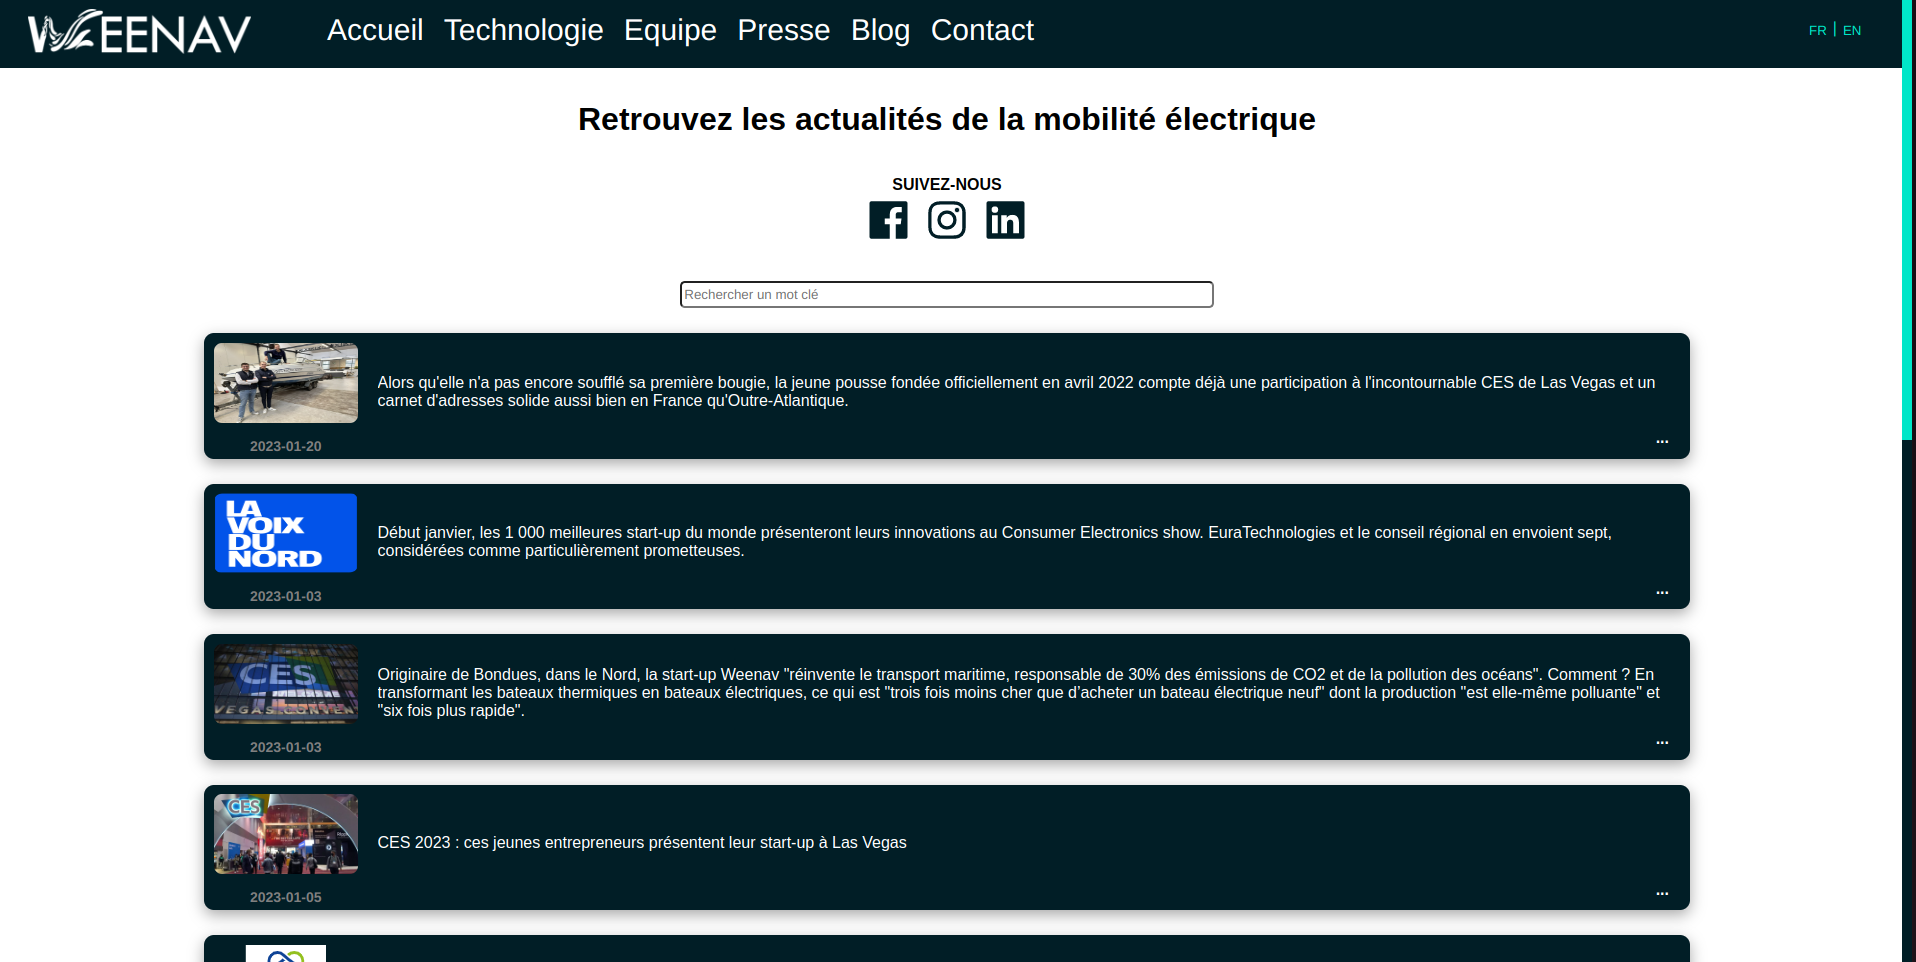 WEENAV
Accueil Technologie Equipe Presse Blog Contact
FR | EN
Retrouvez les actualités de la mobilité électrique
SUIVEZ-NOUS
Rechercher un mot clé
Alors qu'elle n'a pas encore soufflé sa première bougie, la jeune pousse fondée officiellement en avril 2022 compte déjà une participation à l'incontournable CES de Las Vegas et un
carnet d'adresses solide aussi bien en France qu'Outre-Atlantique.
2023-01-20
...
LA
VOIX
DU
NORD
Début janvier, les 1 000 meilleures start-up du monde présenteront leurs innovations au Consumer Electronics show. EuraTechnologies et le conseil régional en envoient sept,
considérées comme particulièrement prometteuses.
2023-01-03
...
CES
VEGAS CONVEN
Originaire de Bondues, dans le Nord, la start-up Weenav "réinvente le transport maritime, responsable de 30% des émissions de CO2 et de la pollution des océans". Comment ? En
transformant les bateaux thermiques en bateaux électriques, ce qui est "trois fois moins cher que d’acheter un bateau électrique neuf" dont la production "est elle-même polluante" et
"six fois plus rapide".
2023-01-03
...
CES
CES 2023 : ces jeunes entrepreneurs présentent leur start-up à Las Vegas
2023-01-05
...